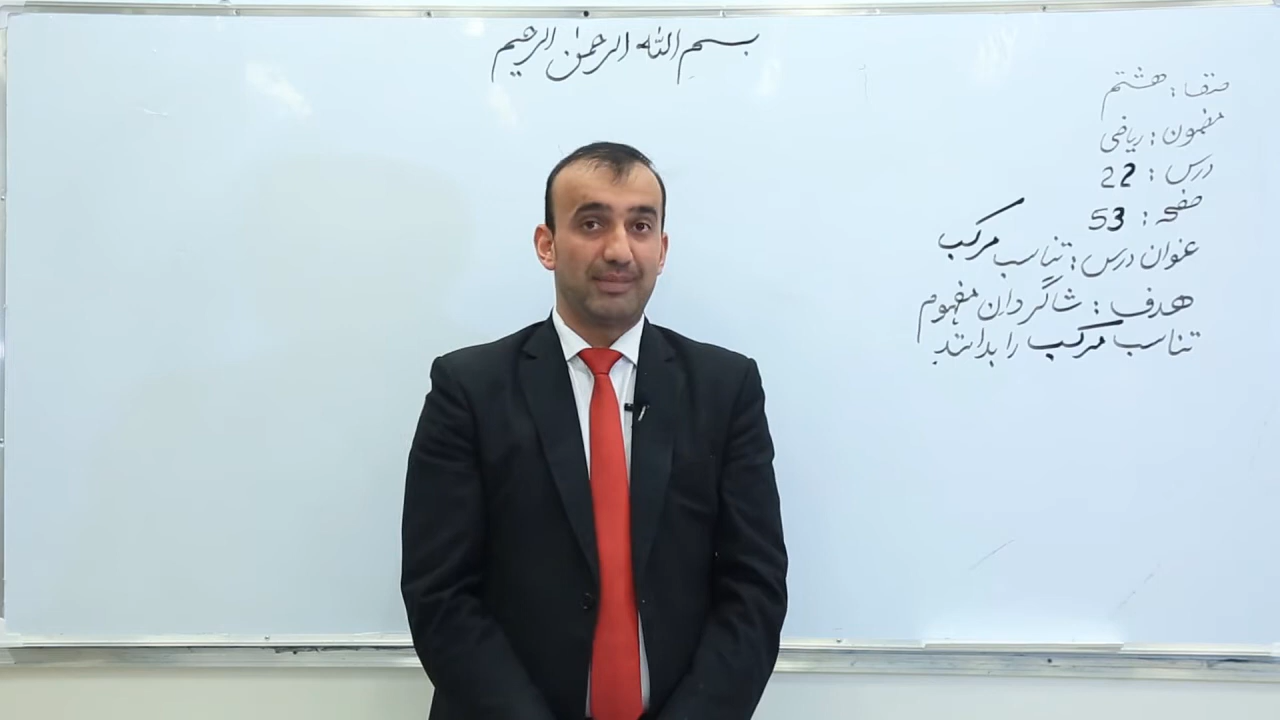 بسم الله الرحمن الرحیم
صنف: هشتم
مضمون: ریاضی
درس: 22
صفحه: 53
عنوان درس: تناسب مرکب
هدف: شاگردان مفهوم
تناسب مرکب را بدانند.